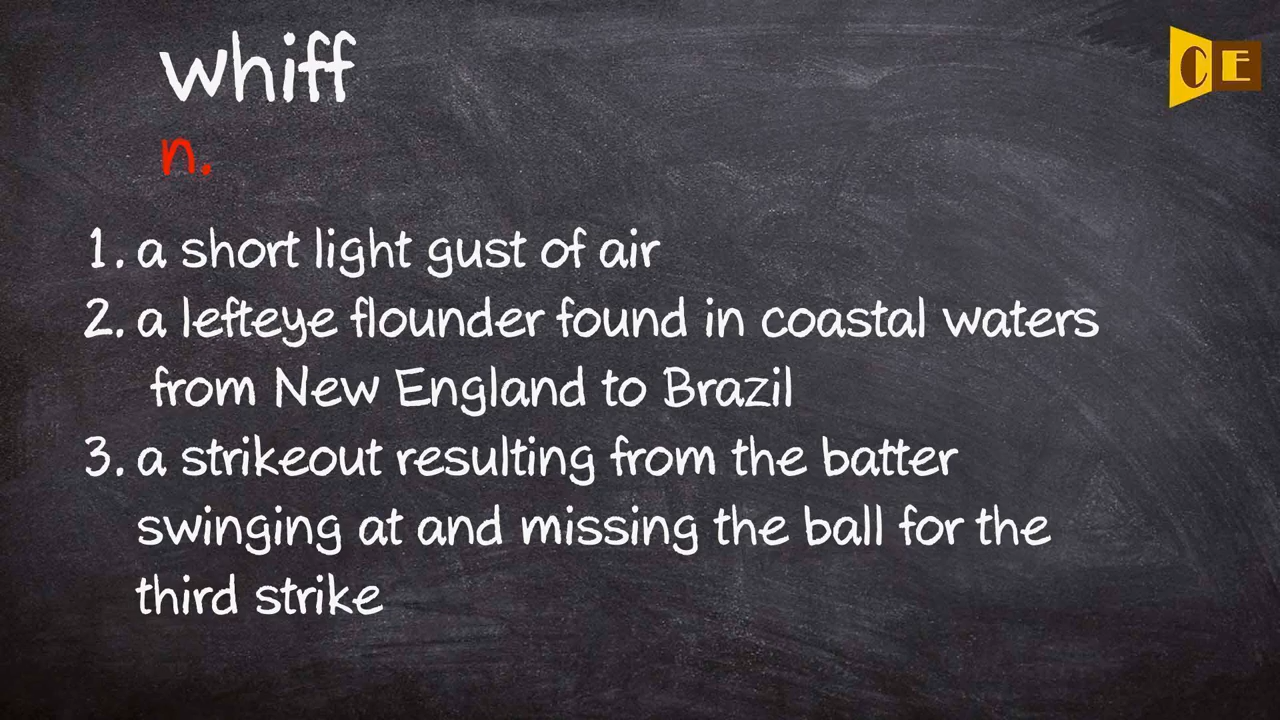 whiff
n.
1. a short light gust of air
2. a lefteye flounder found in coastal waters
from New England to Brazil
3. a strikeout resulting from the batter
swinging at and missing the ball for the
third strike
CE